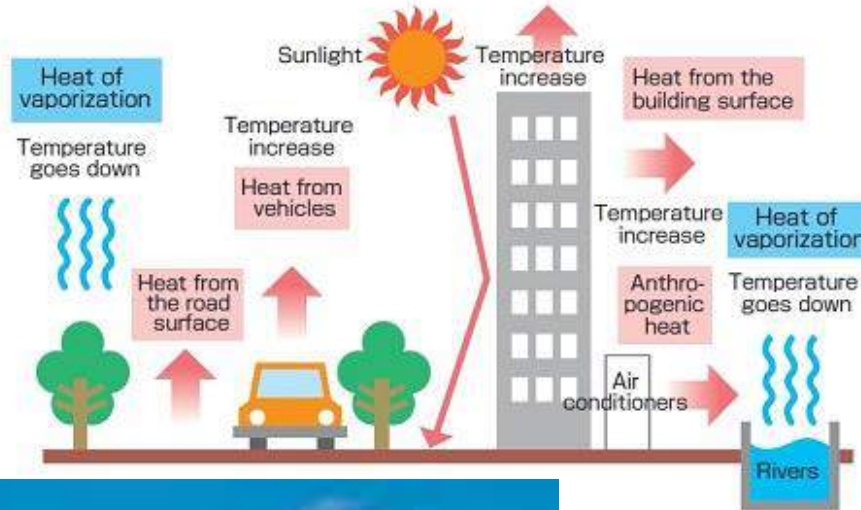 Sunlight
Temperature
increase
Heat of
vaporization
Temperature
goes down
Temperature
increase
Heat from
vehicles
Heat from
the road
surface
Heat from the
building surface
Temperature
increase
Anthro-
pogenic
heat
Air
conditioners
Heat of
vaporization
Temperature
goes down
Rivers